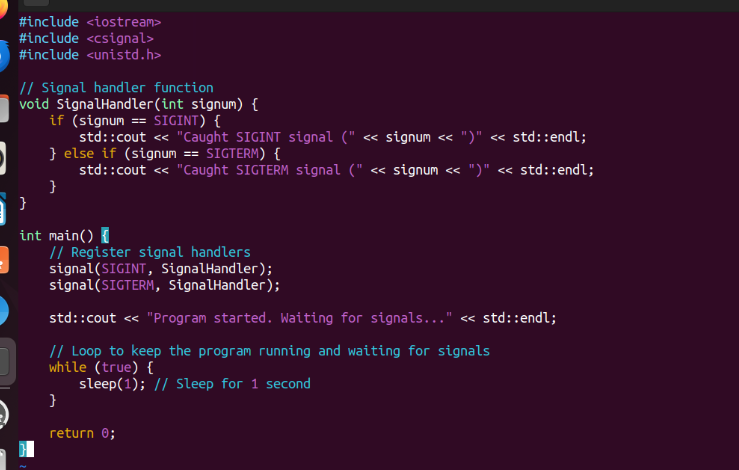 #include <iostream>
#include <csignal>
#include <unistd.h>

// Signal handler function
void SignalHandler(int signum) {
    if (signum == SIGINT) {
        std::cout << "Caught SIGINT signal (" << signum << ")" << std::endl;
    } else if (signum == SIGTERM) {
        std::cout << "Caught SIGTERM signal (" << signum << ")" << std::endl;
    }
}

int main() {
    // Register signal handlers
    signal(SIGINT, SignalHandler);
    signal(SIGTERM, SignalHandler);

    std::cout << "Program started. Waiting for signals..." << std::endl;

    // Loop to keep the program running and waiting for signals
    while (true) {
        sleep(1); // Sleep for 1 second
    }

    return 0;
}
~